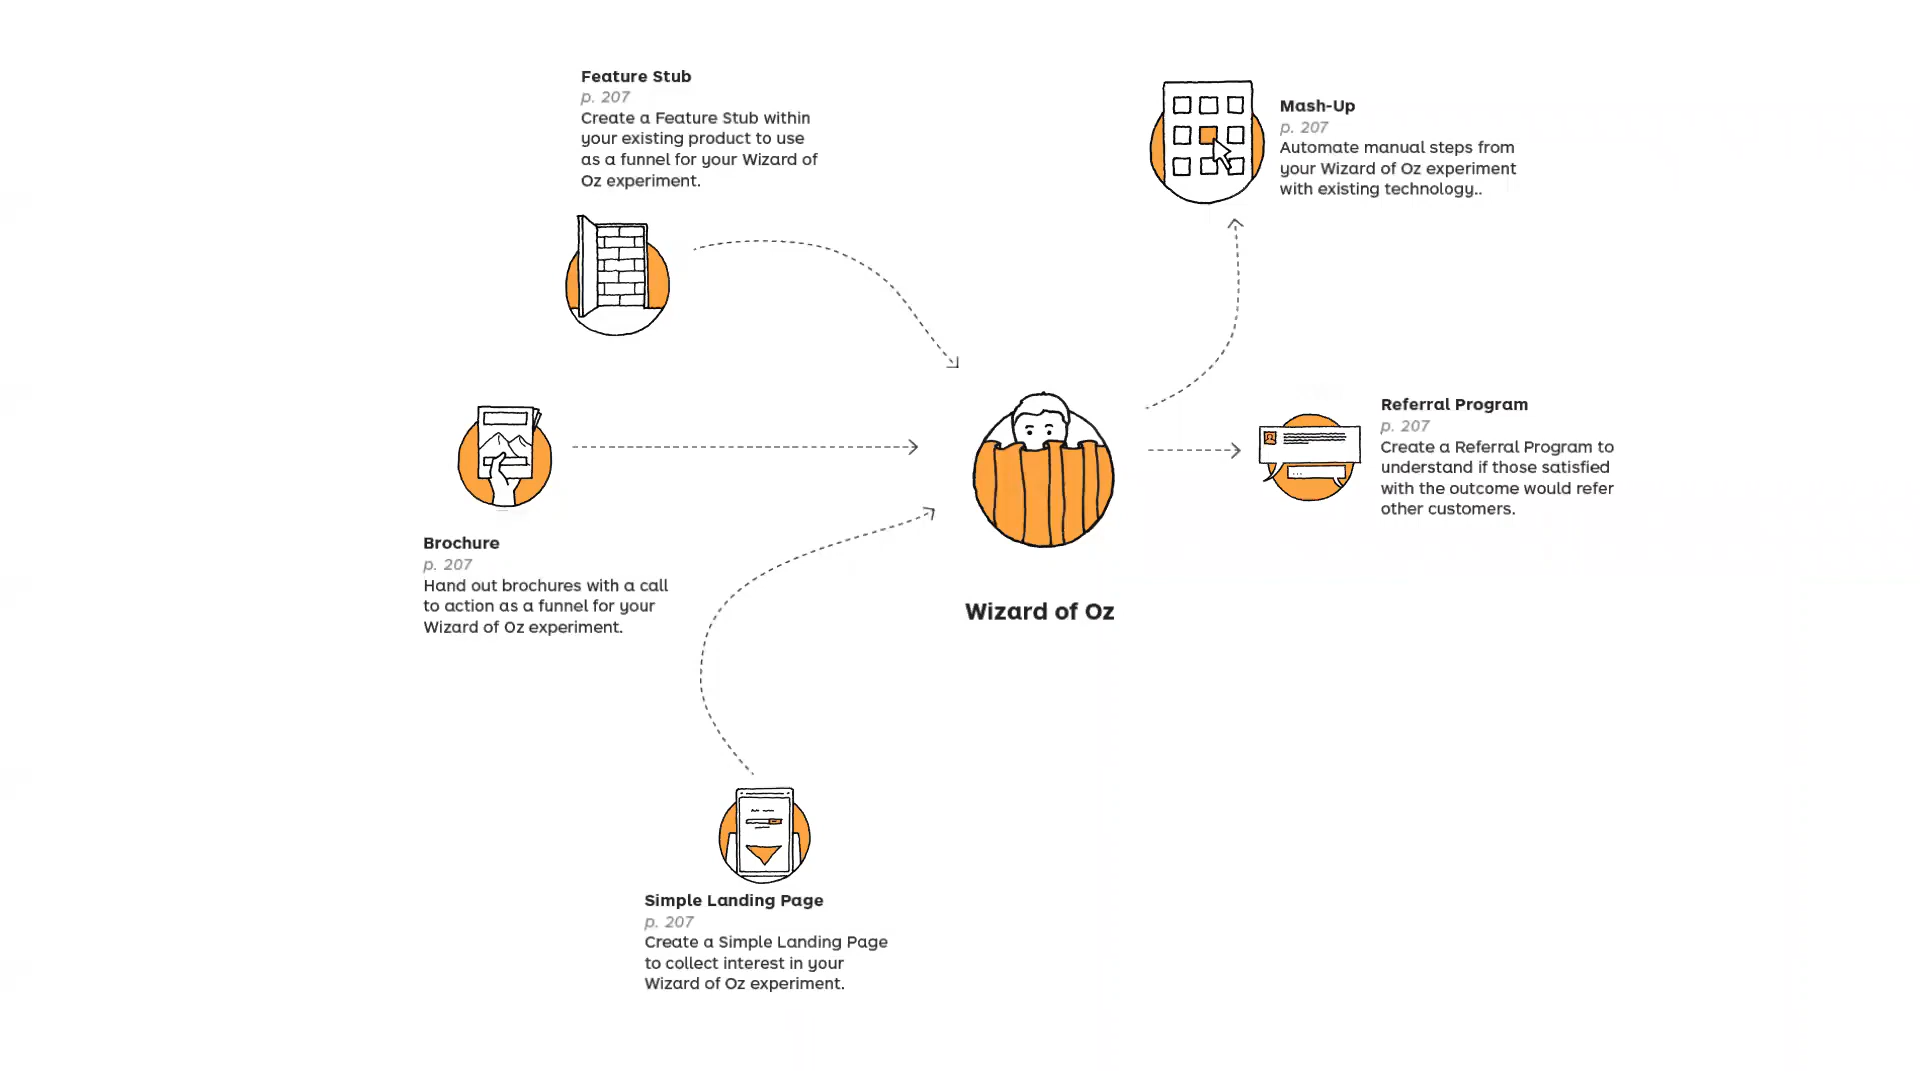 Feature Stub
p. 207
Create a Feature Stub within
your existing product to use
as a funnel for your Wizard of
Oz experiment.
Mash-Up
p. 207
Automate manual steps from
your Wizard of Oz experiment
with existing technology..
Brochure
p. 207
Hand out brochures with a call
to action as a funnel for your
Wizard of Oz experiment.
Wizard of Oz
Referral Program
p. 207
Create a Referral Program to
understand if those satisfied
with the outcome would refer
other customers.
Simple Landing Page
p. 207
Create a Simple Landing Page
to collect interest in your
Wizard of Oz experiment.